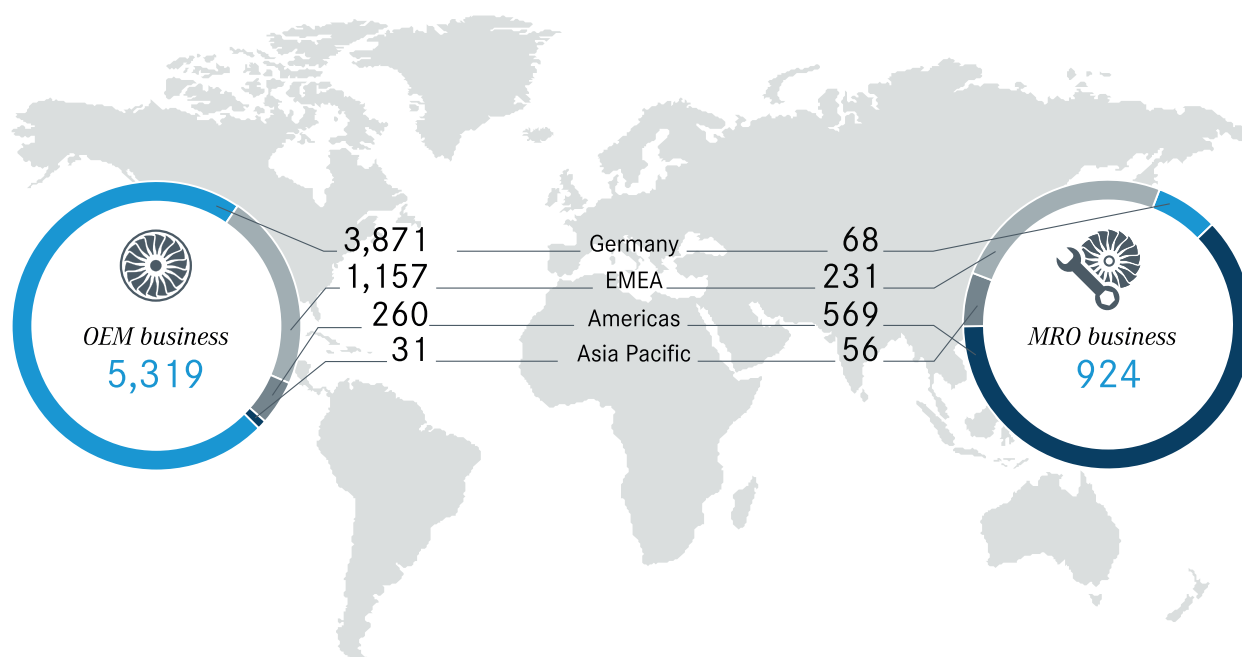 OEM business
5,319
3,871 Germany 68
1,157 EMEA 231
260 Americas 569
31 Asia Pacific 56
MRO business
924